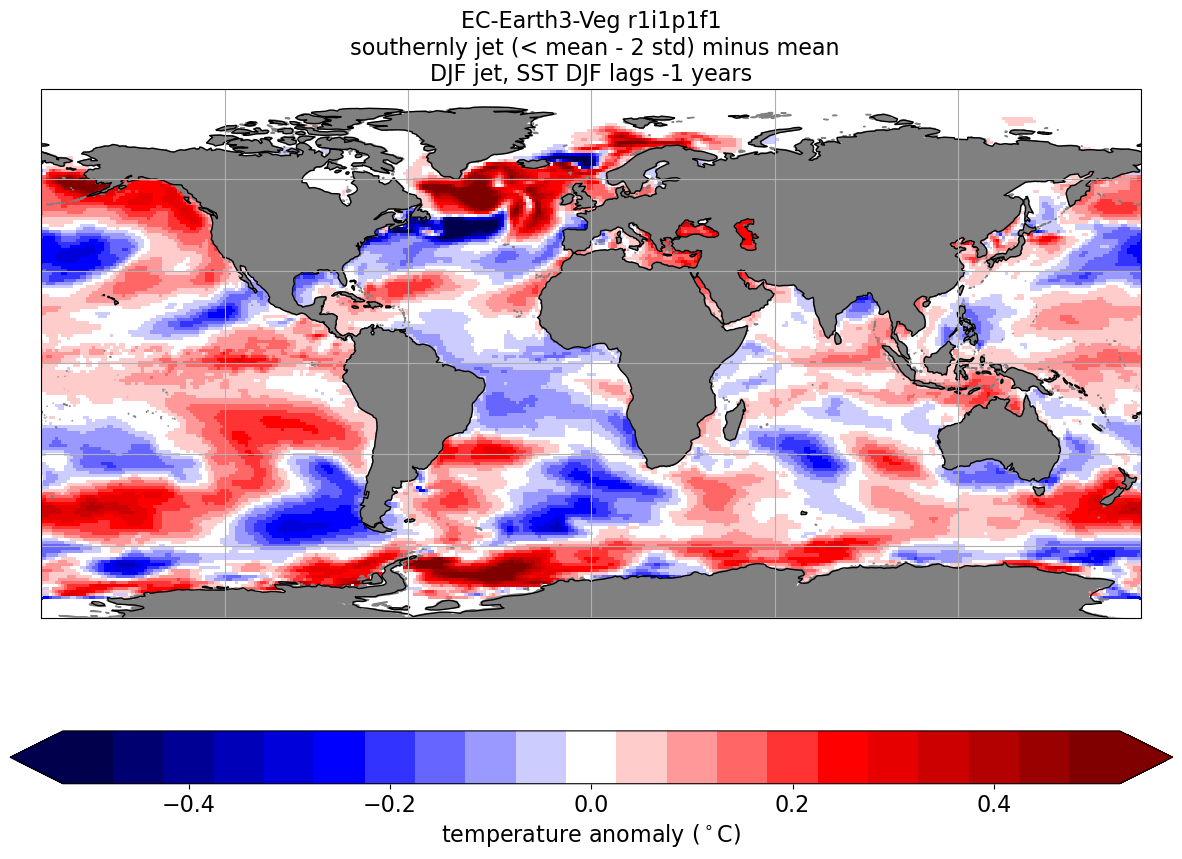 EC-Earth3-Veg r1i1p1f1
southernly jet (< mean - 2 std) minus mean
DJF jet, SST DJF lags -1 years
−0.4 −0.2 0.0 0.2 0.4
temperature anomaly (°C)